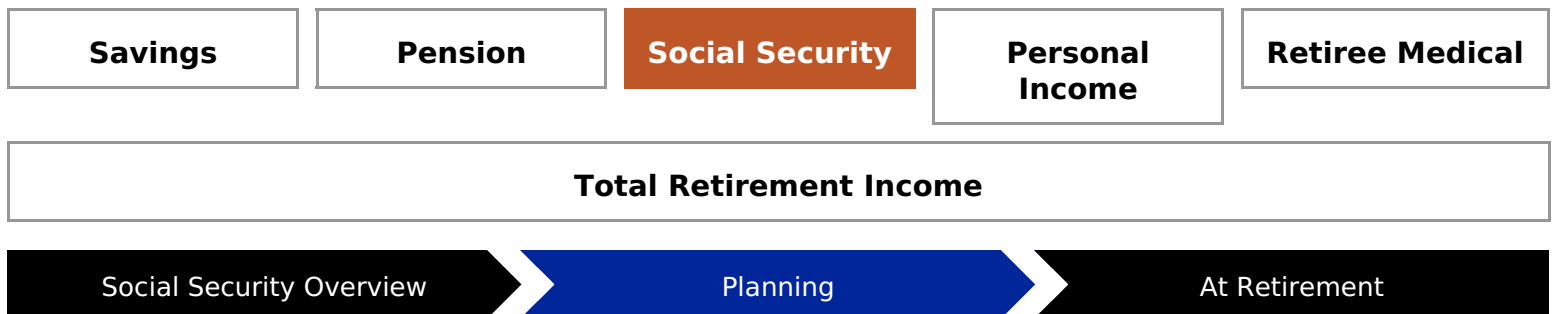 Savings
Pension
Social Security
Personal
Income
Retiree Medical
Total Retirement Income
Social Security Overview
Planning
At Retirement